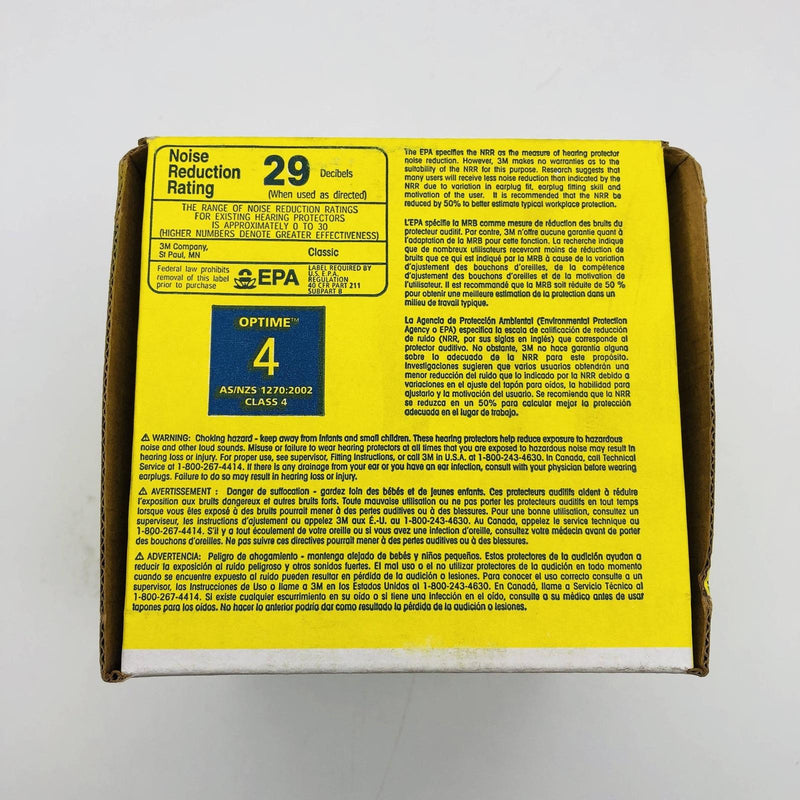 Noise
Reduction
Rating
29 Decibels
(When used as directed)
THE RANGE OF NOISE REDUCTION RATINGS
FOR EXISTING HEARING PROTECTORS
IS APPROXIMATELY 0 TO 30
(HIGHER NUMBERS DENOTE GREATER EFFECTIVENESS)
3M Company,
St Paul, MN
Classic
Federal law prohibits
removal of this label
prior to purchase
EPA
LABEL REQUIRED BY
U.S. E.P.A.
REGULATION
40 CFR PART 211
SUBPART B
OPTIME™
4
AS/NZS 1270:2002
CLASS 4
The EPA specifies the NRR as the measure of hearing protector
noise reduction. However, 3M makes no warranties as to the
suitability of the NRR for this purpose. Research suggests that
many users will receive less noise reduction than indicated by the
NRR due to variation in earplug fit, earplug fitting skill and
motivation of the user. It is recommended that the NRR be
reduced by 50% to better estimate typical workplace protection.
L'EPA spécifie la MRB comme mesure de réduction des bruits du
protecteur auditif. Par contre, 3M n'offre aucune garantie quant à
l'adaptation de la MRB pour cette fonction. La recherche indique
que de nombreux utilisateurs recevront moins de réduction de
bruits que ce qui est indiqué par la MRB à cause de la variation
d'ajustement des bouchons d'oreilles, de la compétence
d'ajustement des bouchons d'oreilles et de la motivation de
l'utilisateur. Il est recommandé que la MRB soit réduite de 50 %
pour obtenir une meilleure estimation de la protection dans un
milieu de travail typique.
La Agencia de Protección Ambiental (Environmental Protection
Agency o EPA) especifica la escala de calificación de reducción
de ruido (NRR, por sus siglas en inglés) que corresponde al
protector auditivo. No obstante, 3M no hace garantía alguna
sobre lo adecuado de la NRR para este propósito.
Investigaciones sugieren que varios usuarios obtendrán una
menor reducción del ruido que lo indicado por la NRR debido a
variaciones en el ajuste del tapón para oídos, la habilidad para
ajustarlo y la motivación del usuario. Se recomienda que la NRR
se reduzca en un 50% para calcular mejor la protección
adecuada en el lugar de trabajo.
⚠ WARNING: Choking hazard - keep away from infants and small children. These hearing protectors help reduce exposure to hazardous
noise and other loud sounds. Misuse or failure to wear hearing protectors at all times that you are exposed to hazardous noise may result in
hearing loss or injury. For proper use, see supervisor, Fitting Instructions, or call 3M in U.S.A. at 1-800-243-4630. In Canada, call Technical
Service at 1-800-267-4414. If there is any drainage from your ear or you have an ear infection, consult with your physician before wearing
earplugs. Failure to do so may result in hearing loss or injury.
⚠ AVERTISSEMENT : Danger de suffocation - gardez loin des bébés et de jeunes enfants. Ces protecteurs auditifs aident à réduire
l'exposition aux bruits dangereux et autres bruits forts. Toute mauvaise utilisation ou ne pas porter les protecteurs auditifs en tout temps
lorsque vous êtes exposé à des bruits pourrait mener à des pertes auditives ou à des blessures. Pour une bonne utilisation, consultez un
superviseur, les instructions d'ajustement ou appelez 3M aux É.-U. au 1-800-243-4630. Au Canada, appelez le service technique au
1-800-267-4414. S'il y a tout écoulement de votre oreille ou si vous avez une infection d'oreille, consultez votre médecin avant de porter
des bouchons d'oreilles. Ne pas suivre ces directives pourrait mener à des pertes auditives ou à des blessures.
⚠ ADVERTENCIA: Peligro de ahogamiento - mantenga alejado de bebés y niños pequeños. Estos protectores de la audición ayudan a
reducir la exposición al ruido peligroso y otros sonidos fuertes. El mal uso o el no utilizar protectores de la audición en todo momento
cuando se encuentre expuesto al ruido pueden resultar en pérdida de la audición o lesiones. Para conocer el uso correcto consulte a un
supervisor, las Instrucciones de Uso o llame a 3M en los Estados Unidos al 1-800-243-4630. En Canadá, llame a Servicio Técnico al
1-800-267-4414. Si existe cualquier escurrimiento en su oído o si tiene una infección en el oído, consulte a su médico antes de usar
tapones para los oídos. No hacer lo anterior podría dar como resultado la pérdida de la audición o lesiones.